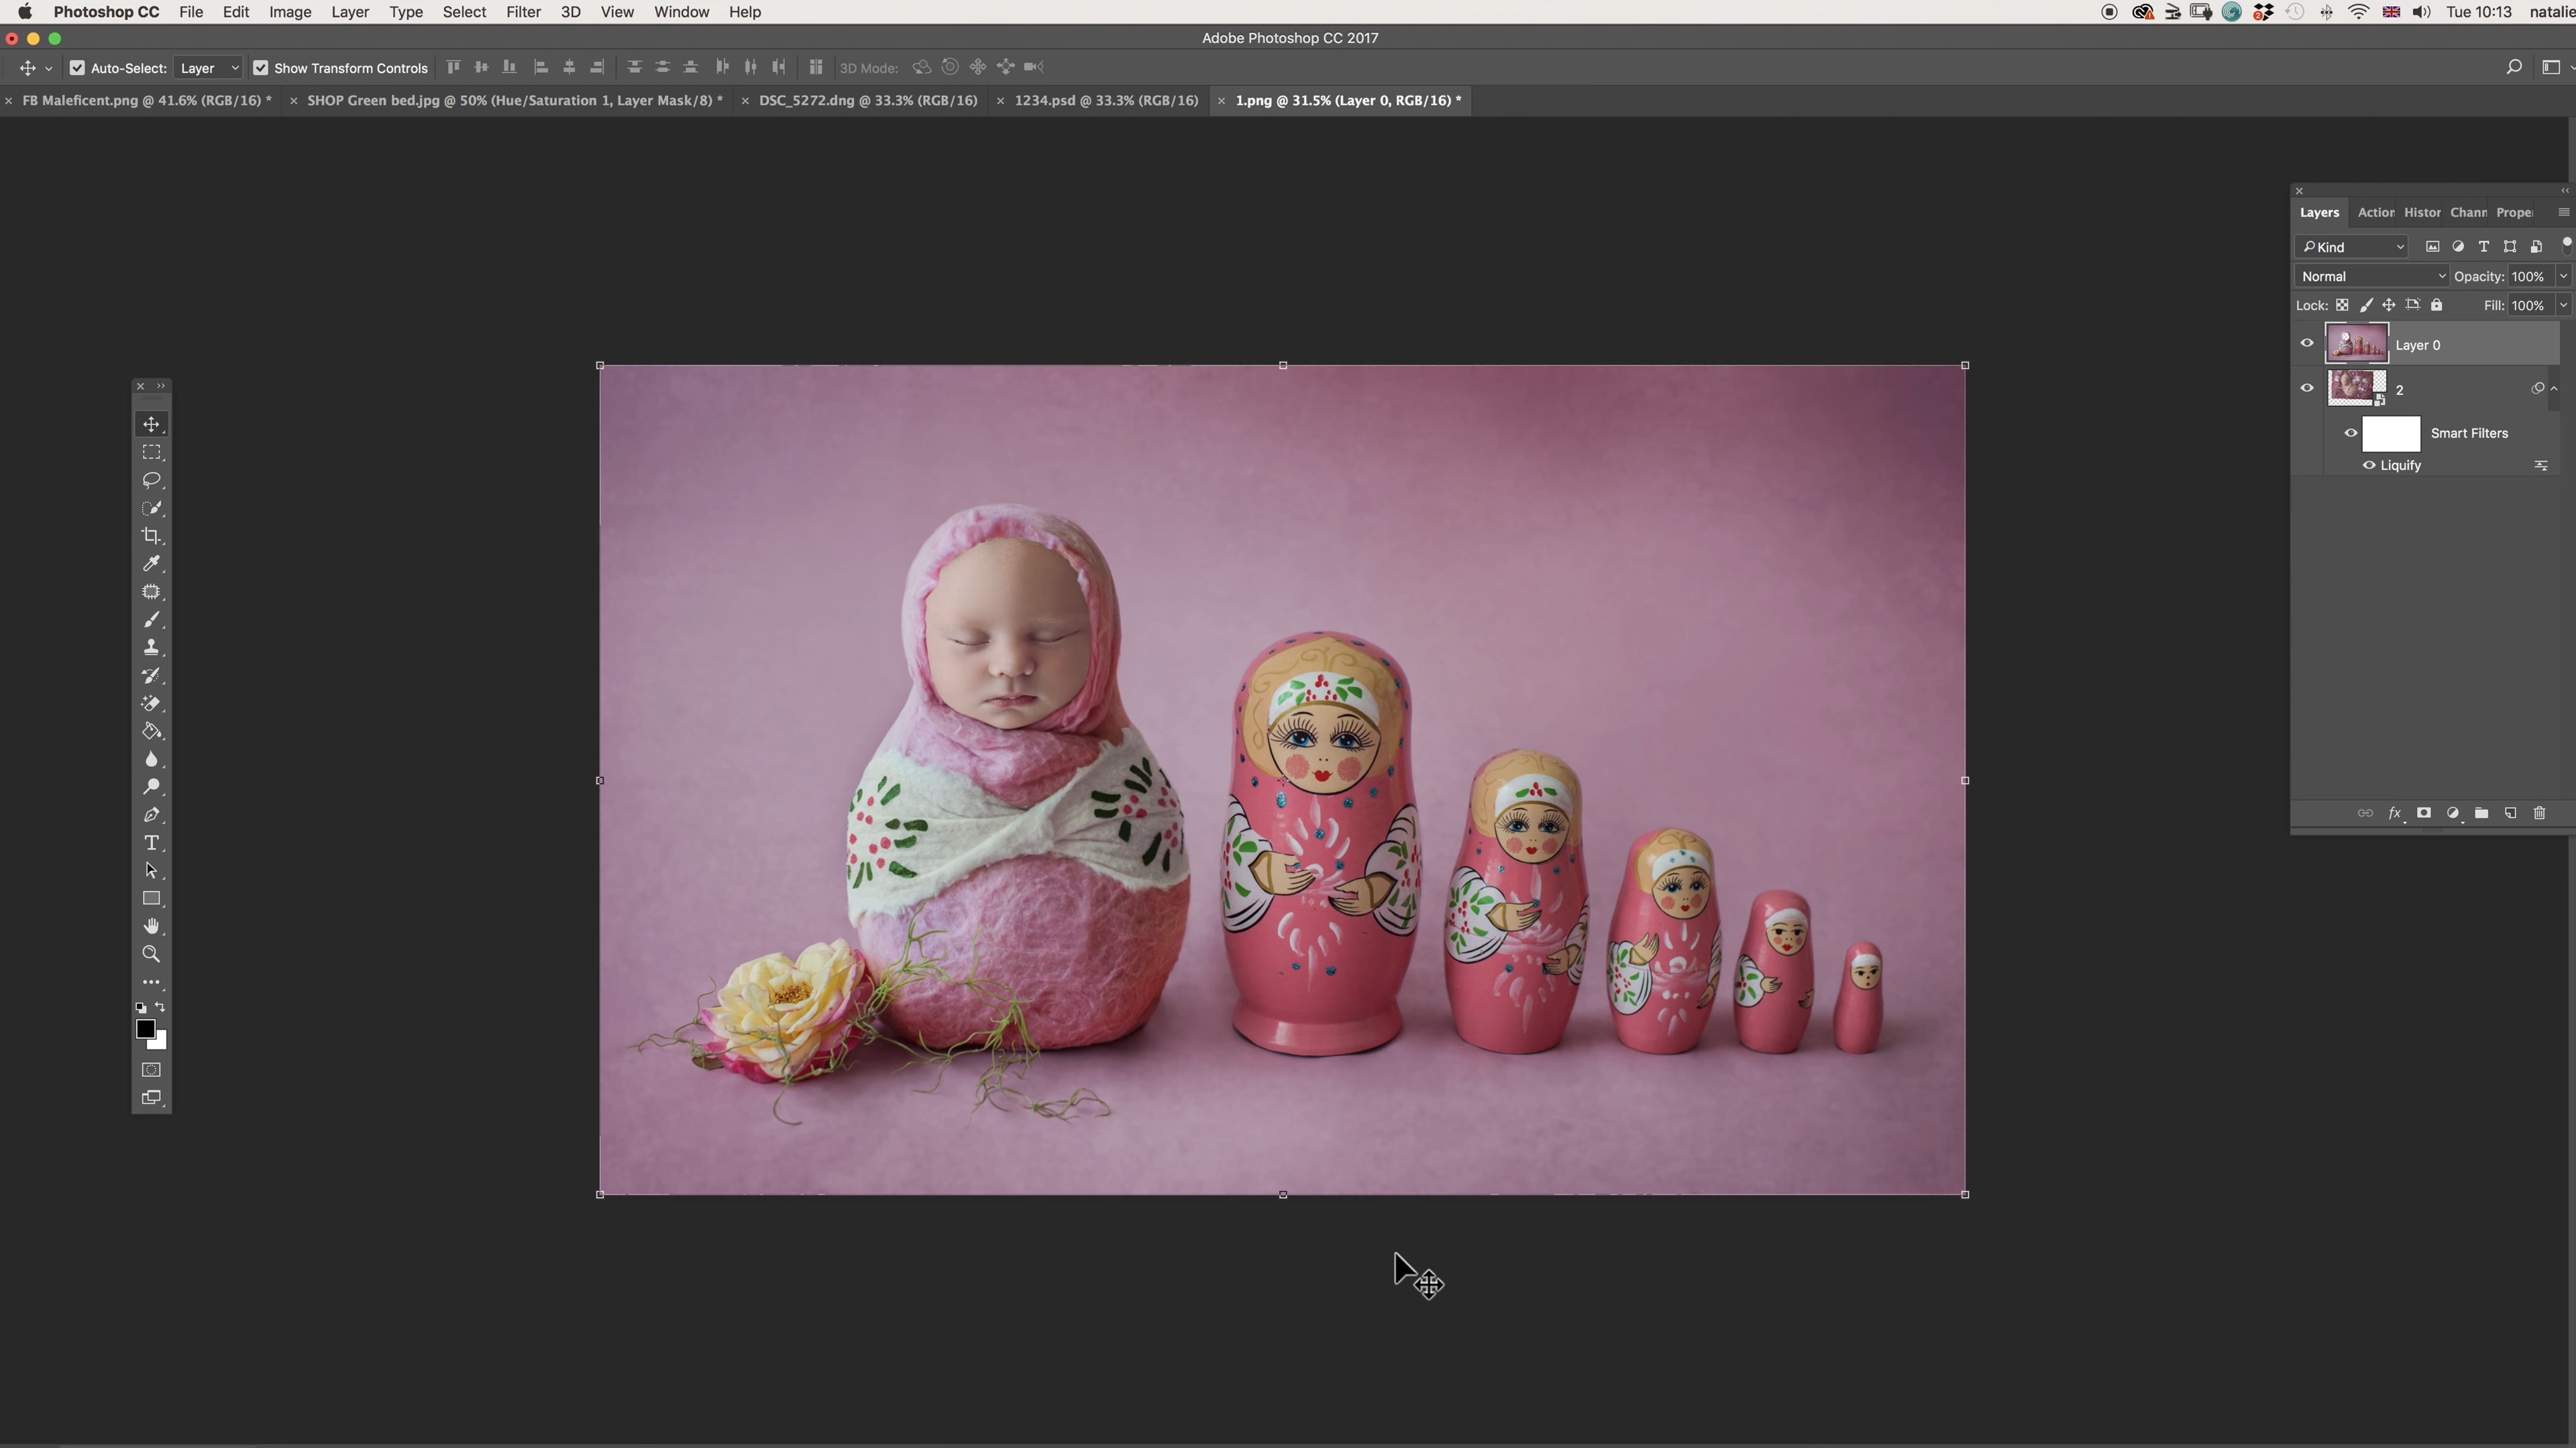 Photoshop CC File Edit Image Layer Type Select Filter 3D View Window Help 2 Tue 10:13 natalie
Adobe Photoshop CC 2017
Auto-Select: Layer Show Transform Controls 3D Mode:
FB Maleficent.png @ 41.6% (RGB/16) * SHOP Green bed.jpg @ 50% (Hue/Saturation 1, Layer Mask/8) * DSC_5272.dng @ 33.3% (RGB/16) 1234.psd @ 33.3% (RGB/16) 1.png @ 31.5% (Layer 0, RGB/16) *
Layers Action Histor Chann Prope
Kind
Normal Opacity: 100%
Lock: Fill: 100%
Layer 0
2
Smart Filters
Liquify
fx